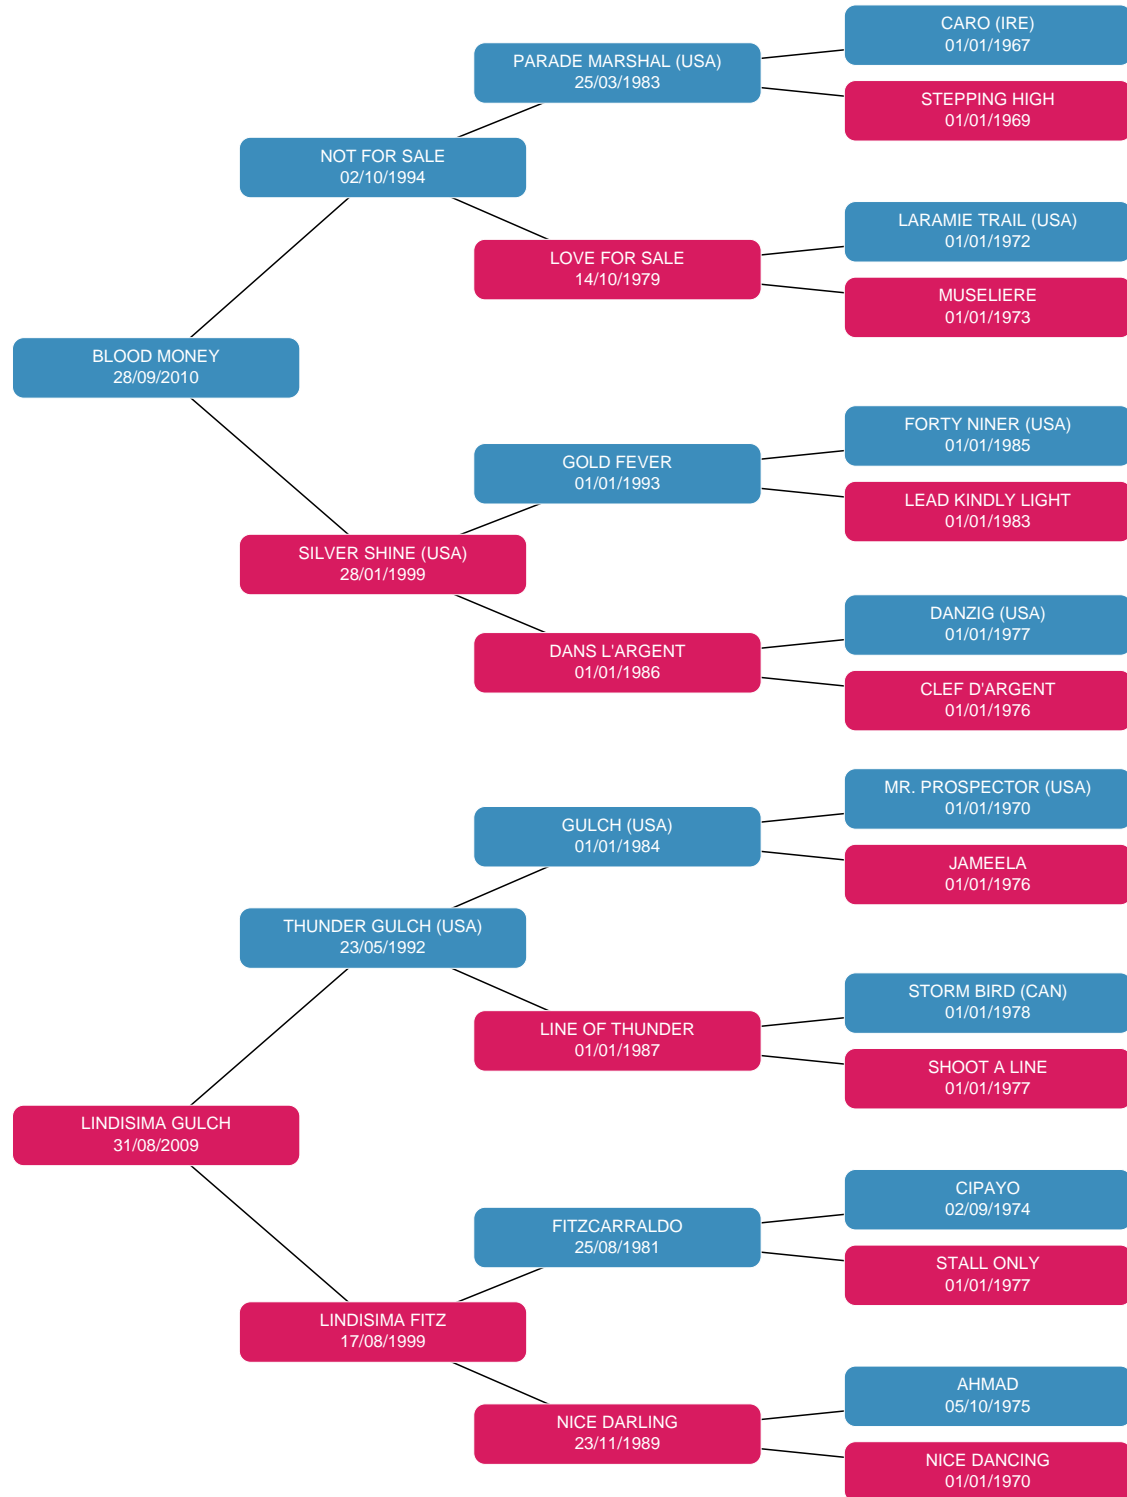 CARO (IRE)
01/01/1967
PARADE MARSHAL (USA)
25/03/1983
STEPPING HIGH
01/01/1969
NOT FOR SALE
02/10/1994
LARAMIE TRAIL (USA)
01/01/1972
LOVE FOR SALE
14/10/1979
MUSELIERE
01/01/1973
BLOOD MONEY
28/09/2010
FORTY NINER (USA)
01/01/1985
GOLD FEVER
01/01/1993
LEAD KINDLY LIGHT
01/01/1983
SILVER SHINE (USA)
28/01/1999
DANZIG (USA)
01/01/1977
DANS L'ARGENT
01/01/1986
CLEF D'ARGENT
01/01/1976
MR. PROSPECTOR (USA)
01/01/1970
GULCH (USA)
01/01/1984
JAMEELA
01/01/1976
THUNDER GULCH (USA)
23/05/1992
STORM BIRD (CAN)
01/01/1978
LINE OF THUNDER
01/01/1987
SHOOT A LINE
01/01/1977
LINDISIMA GULCH
31/08/2009
CIPAYO
02/09/1974
FITZCARRALDO
25/08/1981
STALL ONLY
01/01/1977
LINDISIMA FITZ
17/08/1999
AHMAD
05/10/1975
NICE DARLING
23/11/1989
NICE DANCING
01/01/1970